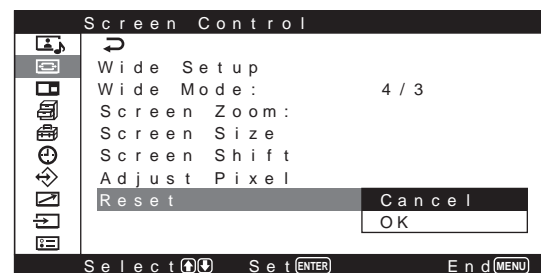 Screen Control
Wide Setup
Wide Mode: 4/3
Screen Zoom:
Screen Size
Screen Shift
Adjust Pixel
Reset Cancel
OK
Select Set ENTER End MENU